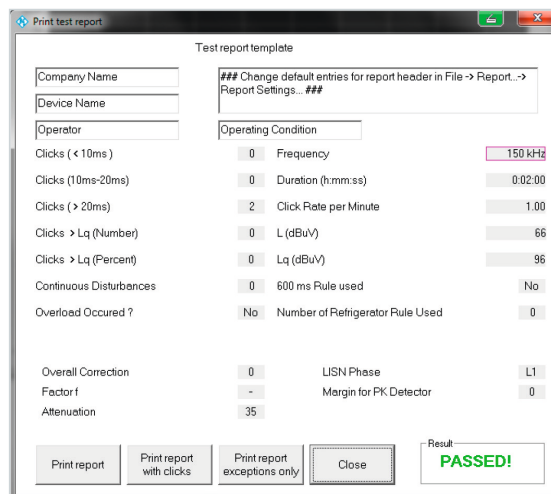 Print test report
Test report template
Company Name
### Change default entries for report header in File -> Report...->
Report Settings... ###
Device Name
Operator
Operating Condition
Clicks ( < 10ms ) 0 Frequency 150 kHz
Clicks (10ms-20ms) 0 Duration (h:mm:ss) 0:02:00
Clicks ( > 20ms) 2 Click Rate per Minute 1.00
Clicks > Lq (Number) 0 L (dBuV) 66
Clicks > Lq (Percent) 0 Lq (dBuV) 96
Continuous Disturbances 0 600 ms Rule used No
Overload Occured ? No Number of Refrigerator Rule Used 0
Overall Correction 0 LISN Phase L1
Factor f - Margin for PK Detector 0
Attenuation 35
Print report
Print report
with clicks
Print report
exceptions only
Close
Result
PASSED!